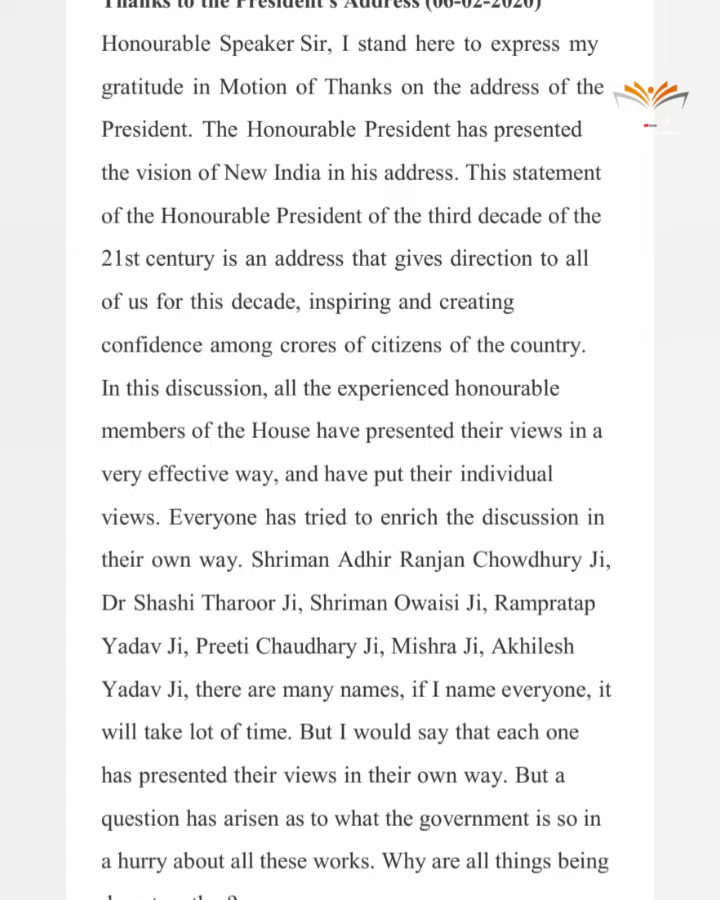 Thanks to the President's Address (06-02-2020)
Honourable Speaker Sir, I stand here to express my
gratitude in Motion of Thanks on the address of the
President. The Honourable President has presented
the vision of New India in his address. This statement
of the Honourable President of the third decade of the
21st century is an address that gives direction to all
of us for this decade, inspiring and creating
confidence among crores of citizens of the country.
In this discussion, all the experienced honourable
members of the House have presented their views in a
very effective way, and have put their individual
views. Everyone has tried to enrich the discussion in
their own way. Shriman Adhir Ranjan Chowdhury Ji,
Dr Shashi Tharoor Ji, Shriman Owaisi Ji, Rampratap
Yadav Ji, Preeti Chaudhary Ji, Mishra Ji, Akhilesh
Yadav Ji, there are many names, if I name everyone, it
will take lot of time. But I would say that each one
has presented their views in their own way. But a
question has arisen as to what the government is so in
a hurry about all these works. Why are all things being